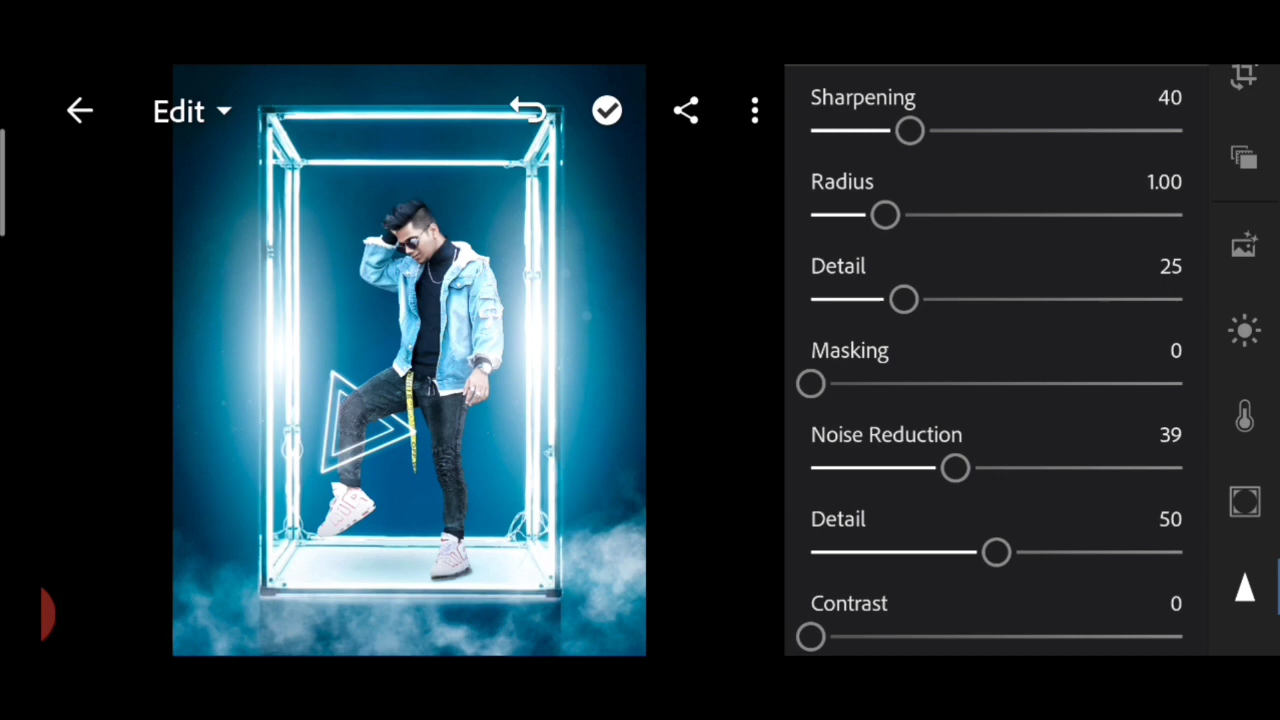 Edit
Sharpening 40
Radius 1.00
Detail 25
Masking 0
Noise Reduction 39
Detail 50
Contrast 0